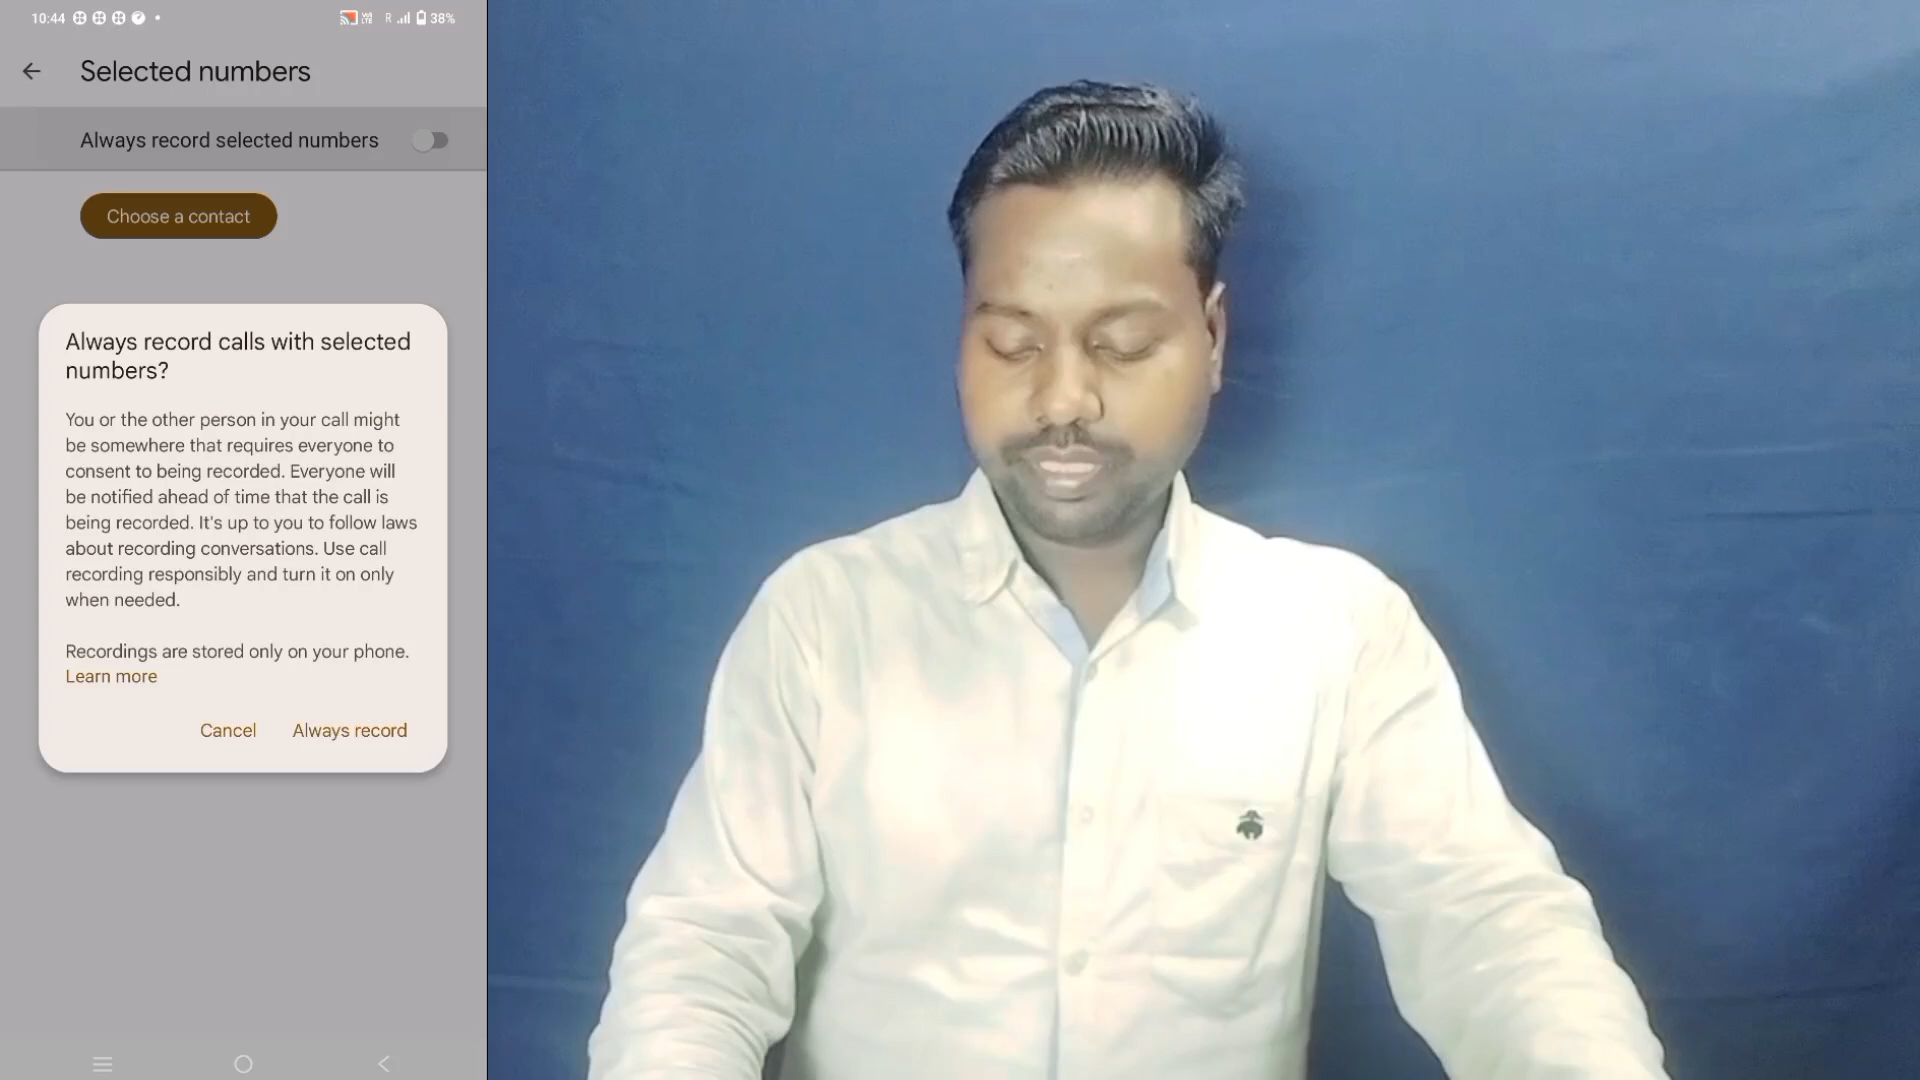 10:44
R 38%
Selected numbers
Always record selected numbers
Choose a contact
Always record calls with selected
numbers?
You or the other person in your call might
be somewhere that requires everyone to
consent to being recorded. Everyone will
be notified ahead of time that the call is
being recorded. It's up to you to follow laws
about recording conversations. Use call
recording responsibly and turn it on only
when needed.
Recordings are stored only on your phone.
Learn more
Cancel Always record